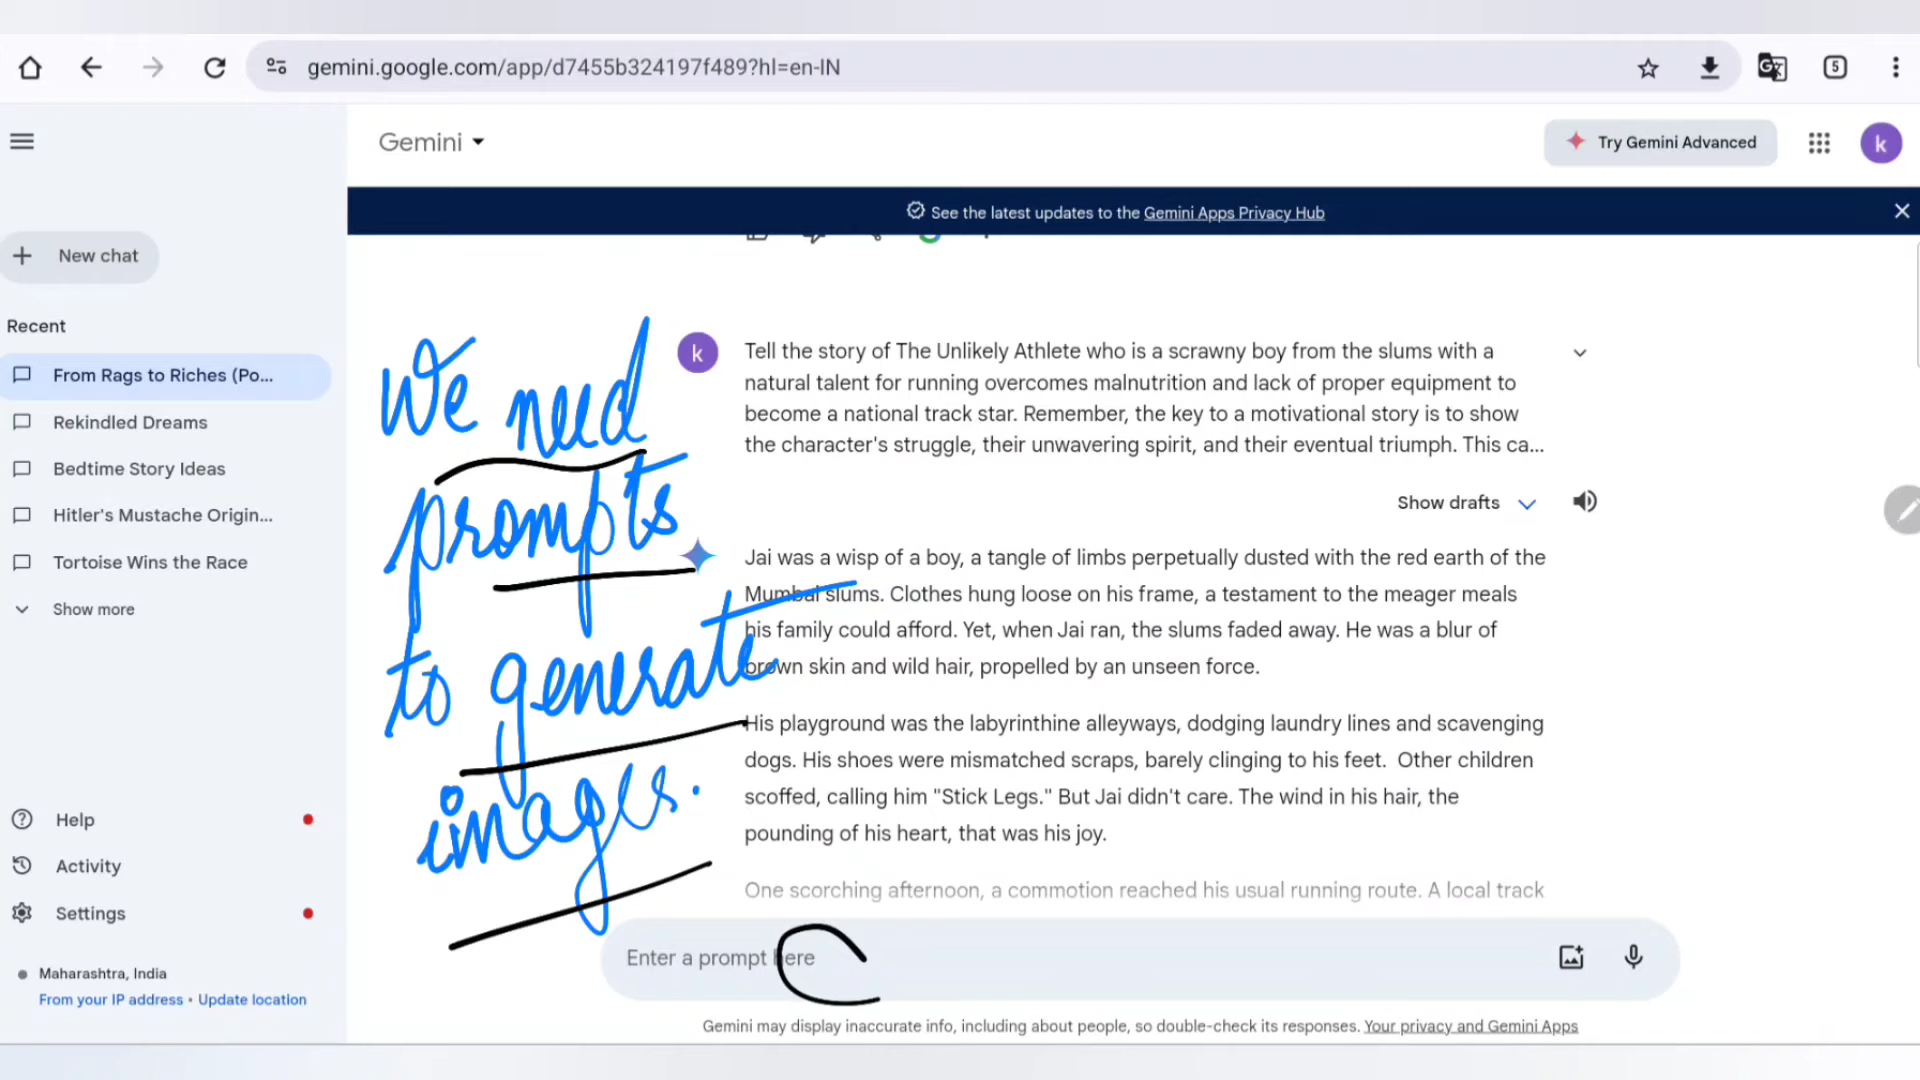 gemini.google.com/app/d7455b324197f489?hl=en-IN
5
Gemini
Try Gemini Advanced
k
See the latest updates to the Gemini Apps Privacy Hub
New chat
Recent
From Rags to Riches (Po...
Rekindled Dreams
Bedtime Story Ideas
Hitler's Mustache Origin...
Tortoise Wins the Race
Show more
Help
Activity
Settings
Maharashtra, India
From your IP address • Update location
We need
prompts
to generate
images.
k
Tell the story of The Unlikely Athlete who is a scrawny boy from the slums with a
natural talent for running overcomes malnutrition and lack of proper equipment to
become a national track star. Remember, the key to a motivational story is to show
the character's struggle, their unwavering spirit, and their eventual triumph. This ca...
Show drafts
Jai was a wisp of a boy, a tangle of limbs perpetually dusted with the red earth of the
Mumbai slums. Clothes hung loose on his frame, a testament to the meager meals
his family could afford. Yet, when Jai ran, the slums faded away. He was a blur of
brown skin and wild hair, propelled by an unseen force.
His playground was the labyrinthine alleyways, dodging laundry lines and scavenging
dogs. His shoes were mismatched scraps, barely clinging to his feet. Other children
scoffed, calling him "Stick Legs." But Jai didn't care. The wind in his hair, the
pounding of his heart, that was his joy.
One scorching afternoon, a commotion reached his usual running route. A local track
Enter a prompt here
Gemini may display inaccurate info, including about people, so double-check its responses. Your privacy and Gemini Apps